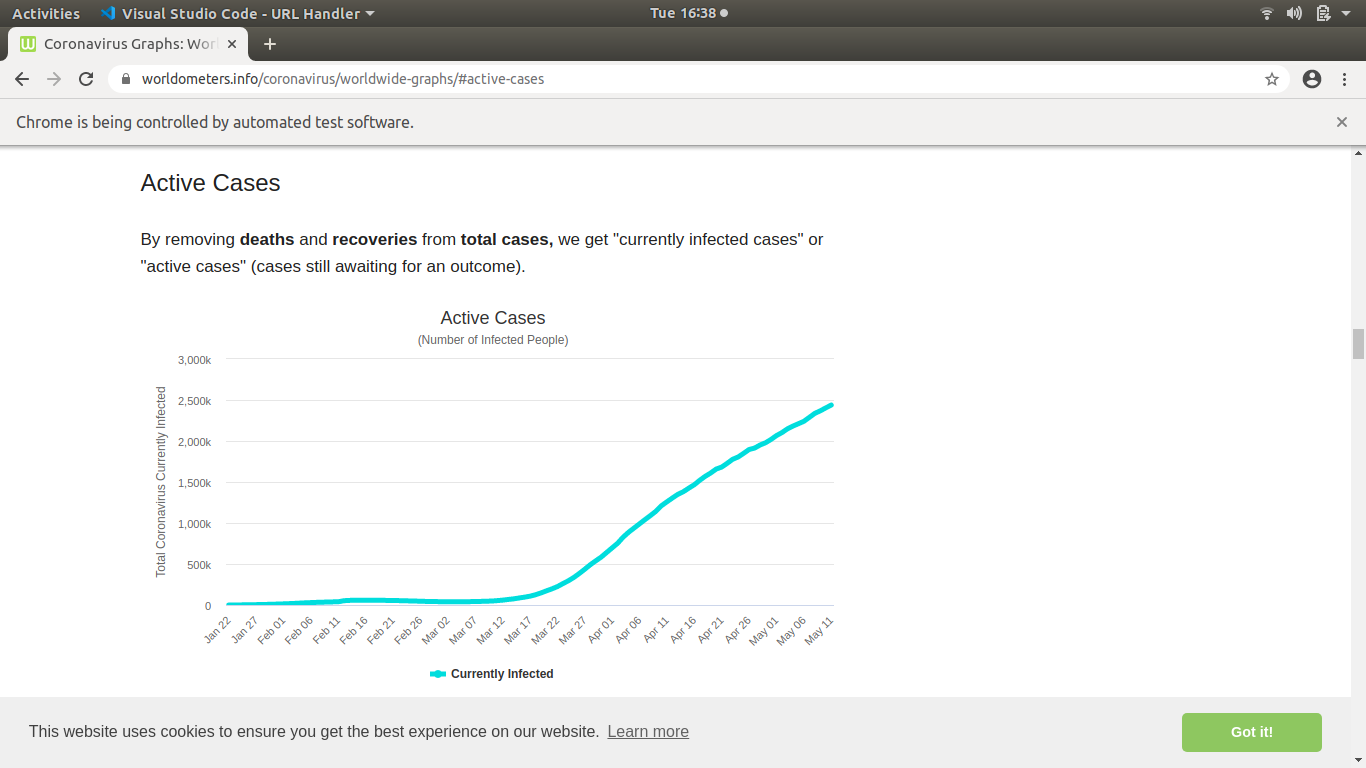 Activities
Visual Studio Code - URL Handler
Tue 16:38
Coronavirus Graphs: Wor
worldometers.info/coronavirus/worldwide-graphs/#active-cases
Chrome is being controlled by automated test software.
Active Cases
By removing deaths and recoveries from total cases, we get "currently infected cases" or
"active cases" (cases still awaiting for an outcome).
Active Cases
(Number of Infected People)
Total Coronavirus Currently Infected
3,000k
2,500k
2,000k
1,500k
1,000k
500k
0
Jan 22
Jan 27
Feb 01
Feb 06
Feb 11
Feb 16
Feb 21
Feb 26
Mar 02
Mar 07
Mar 12
Mar 17
Mar 22
Mar 27
Apr 01
Apr 06
Apr 11
Apr 16
Apr 21
Apr 26
May 01
May 06
May 11
Currently Infected
This website uses cookies to ensure you get the best experience on our website. Learn more
Got it!